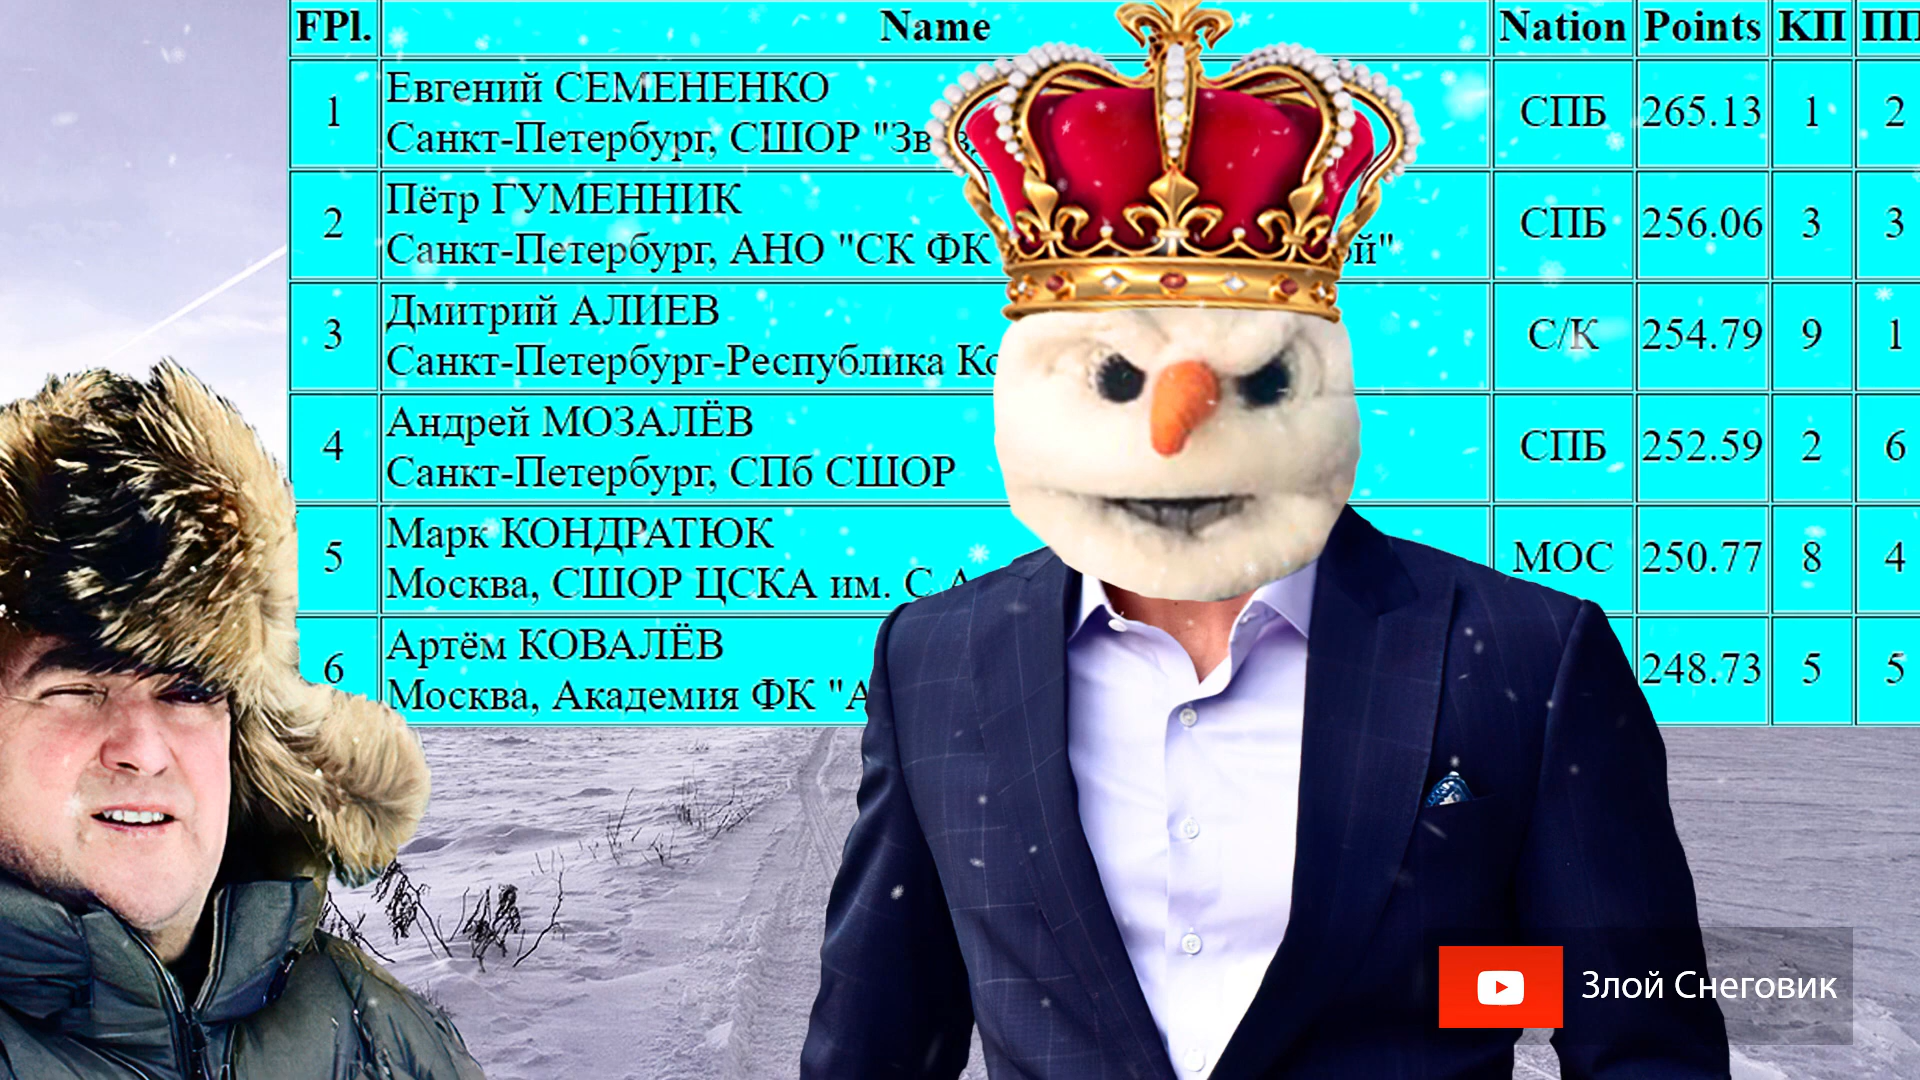 FPl. Name Nation Points КП ПП
1 Евгений СЕМЕНЕНКО СПБ 265.13 1 2
Санкт-Петербург, СШОР
2 Пётр ГУМЕННИК СПБ 256.06 3 3
Санкт-Петербург, АНО "СК ФК
3 Дмитрий АЛИЕВ С/К 254.79 9 1
Санкт-Петербург-Республика
4 Андрей МОЗАЛЁВ СПБ 252.59 2 6
Санкт-Петербург, СПб СШОР
5 Марк КОНДРАТЮК МОС 250.77 8 4
Москва, СШОР ЦСКА им.
6 Артём КОВАЛЁВ 248.73 5 5
Москва, Академия ФК
Злой Снеговик